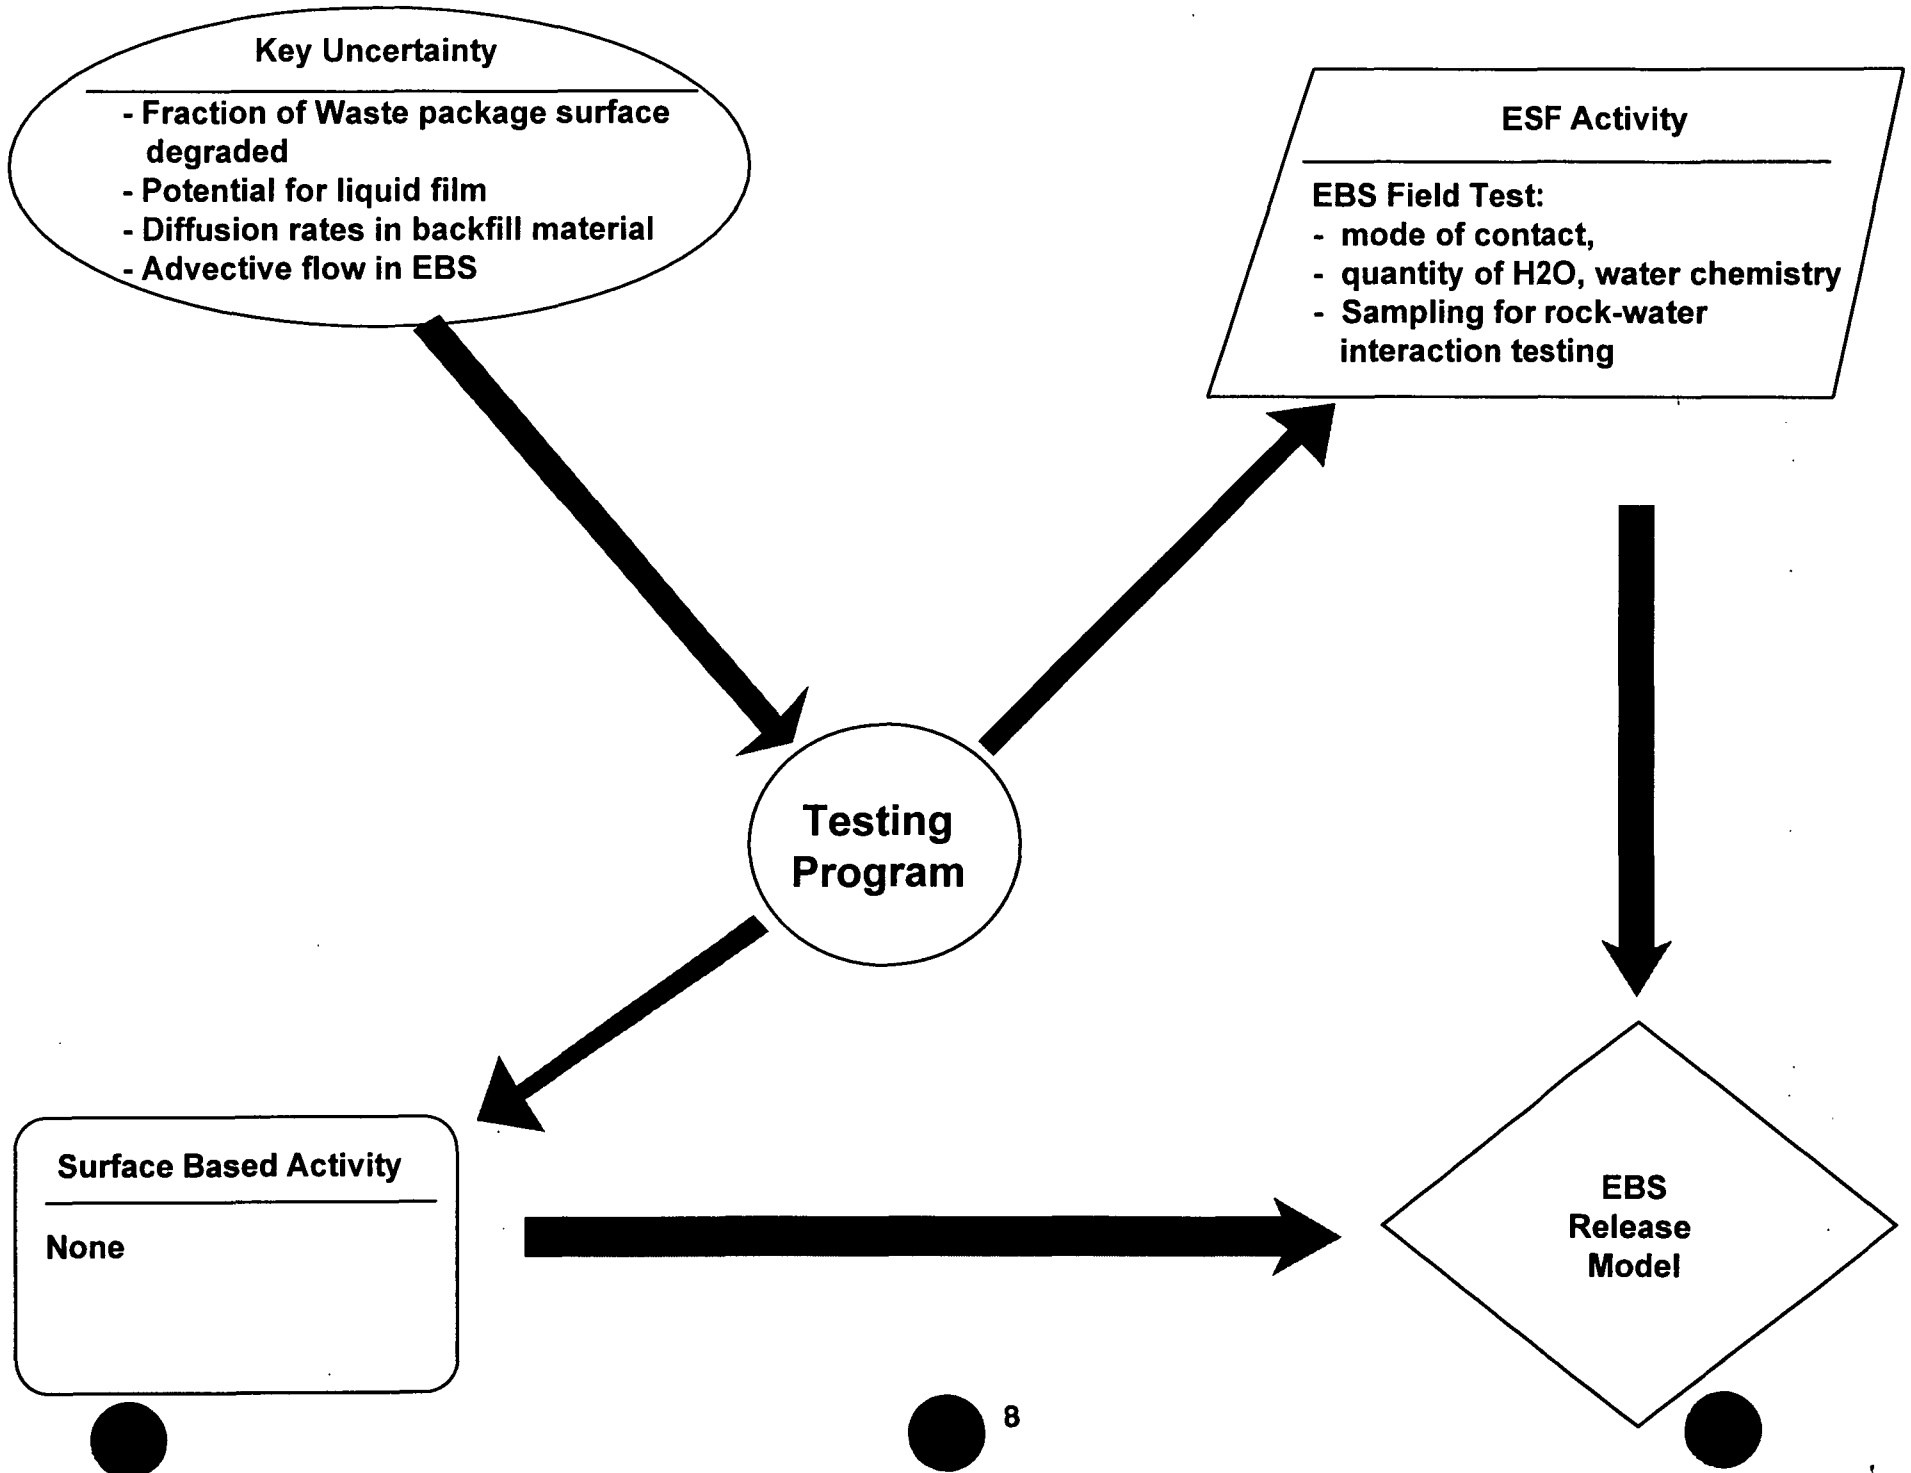 Key Uncertainty
- Fraction of Waste package surface
degraded
- Potential for liquid film
- Diffusion rates in backfill material
- Advective flow in EBS
ESF Activity
EBS Field Test:
- mode of contact,
- quantity of H2O, water chemistry
- Sampling for rock-water
interaction testing
Testing
Program
Surface Based Activity
None
EBS
Release
Model
8